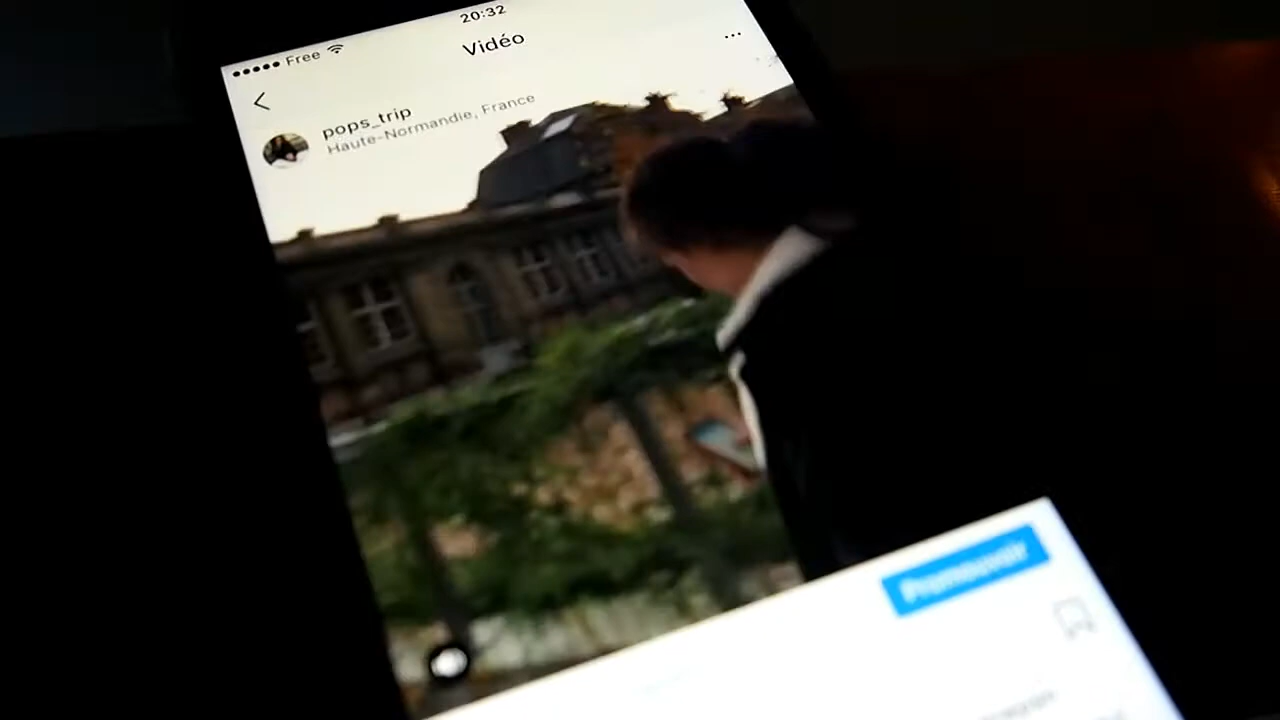 20:32
Free
Vidéo
pops_trip
Haute-Normandie, France
Promouvoir